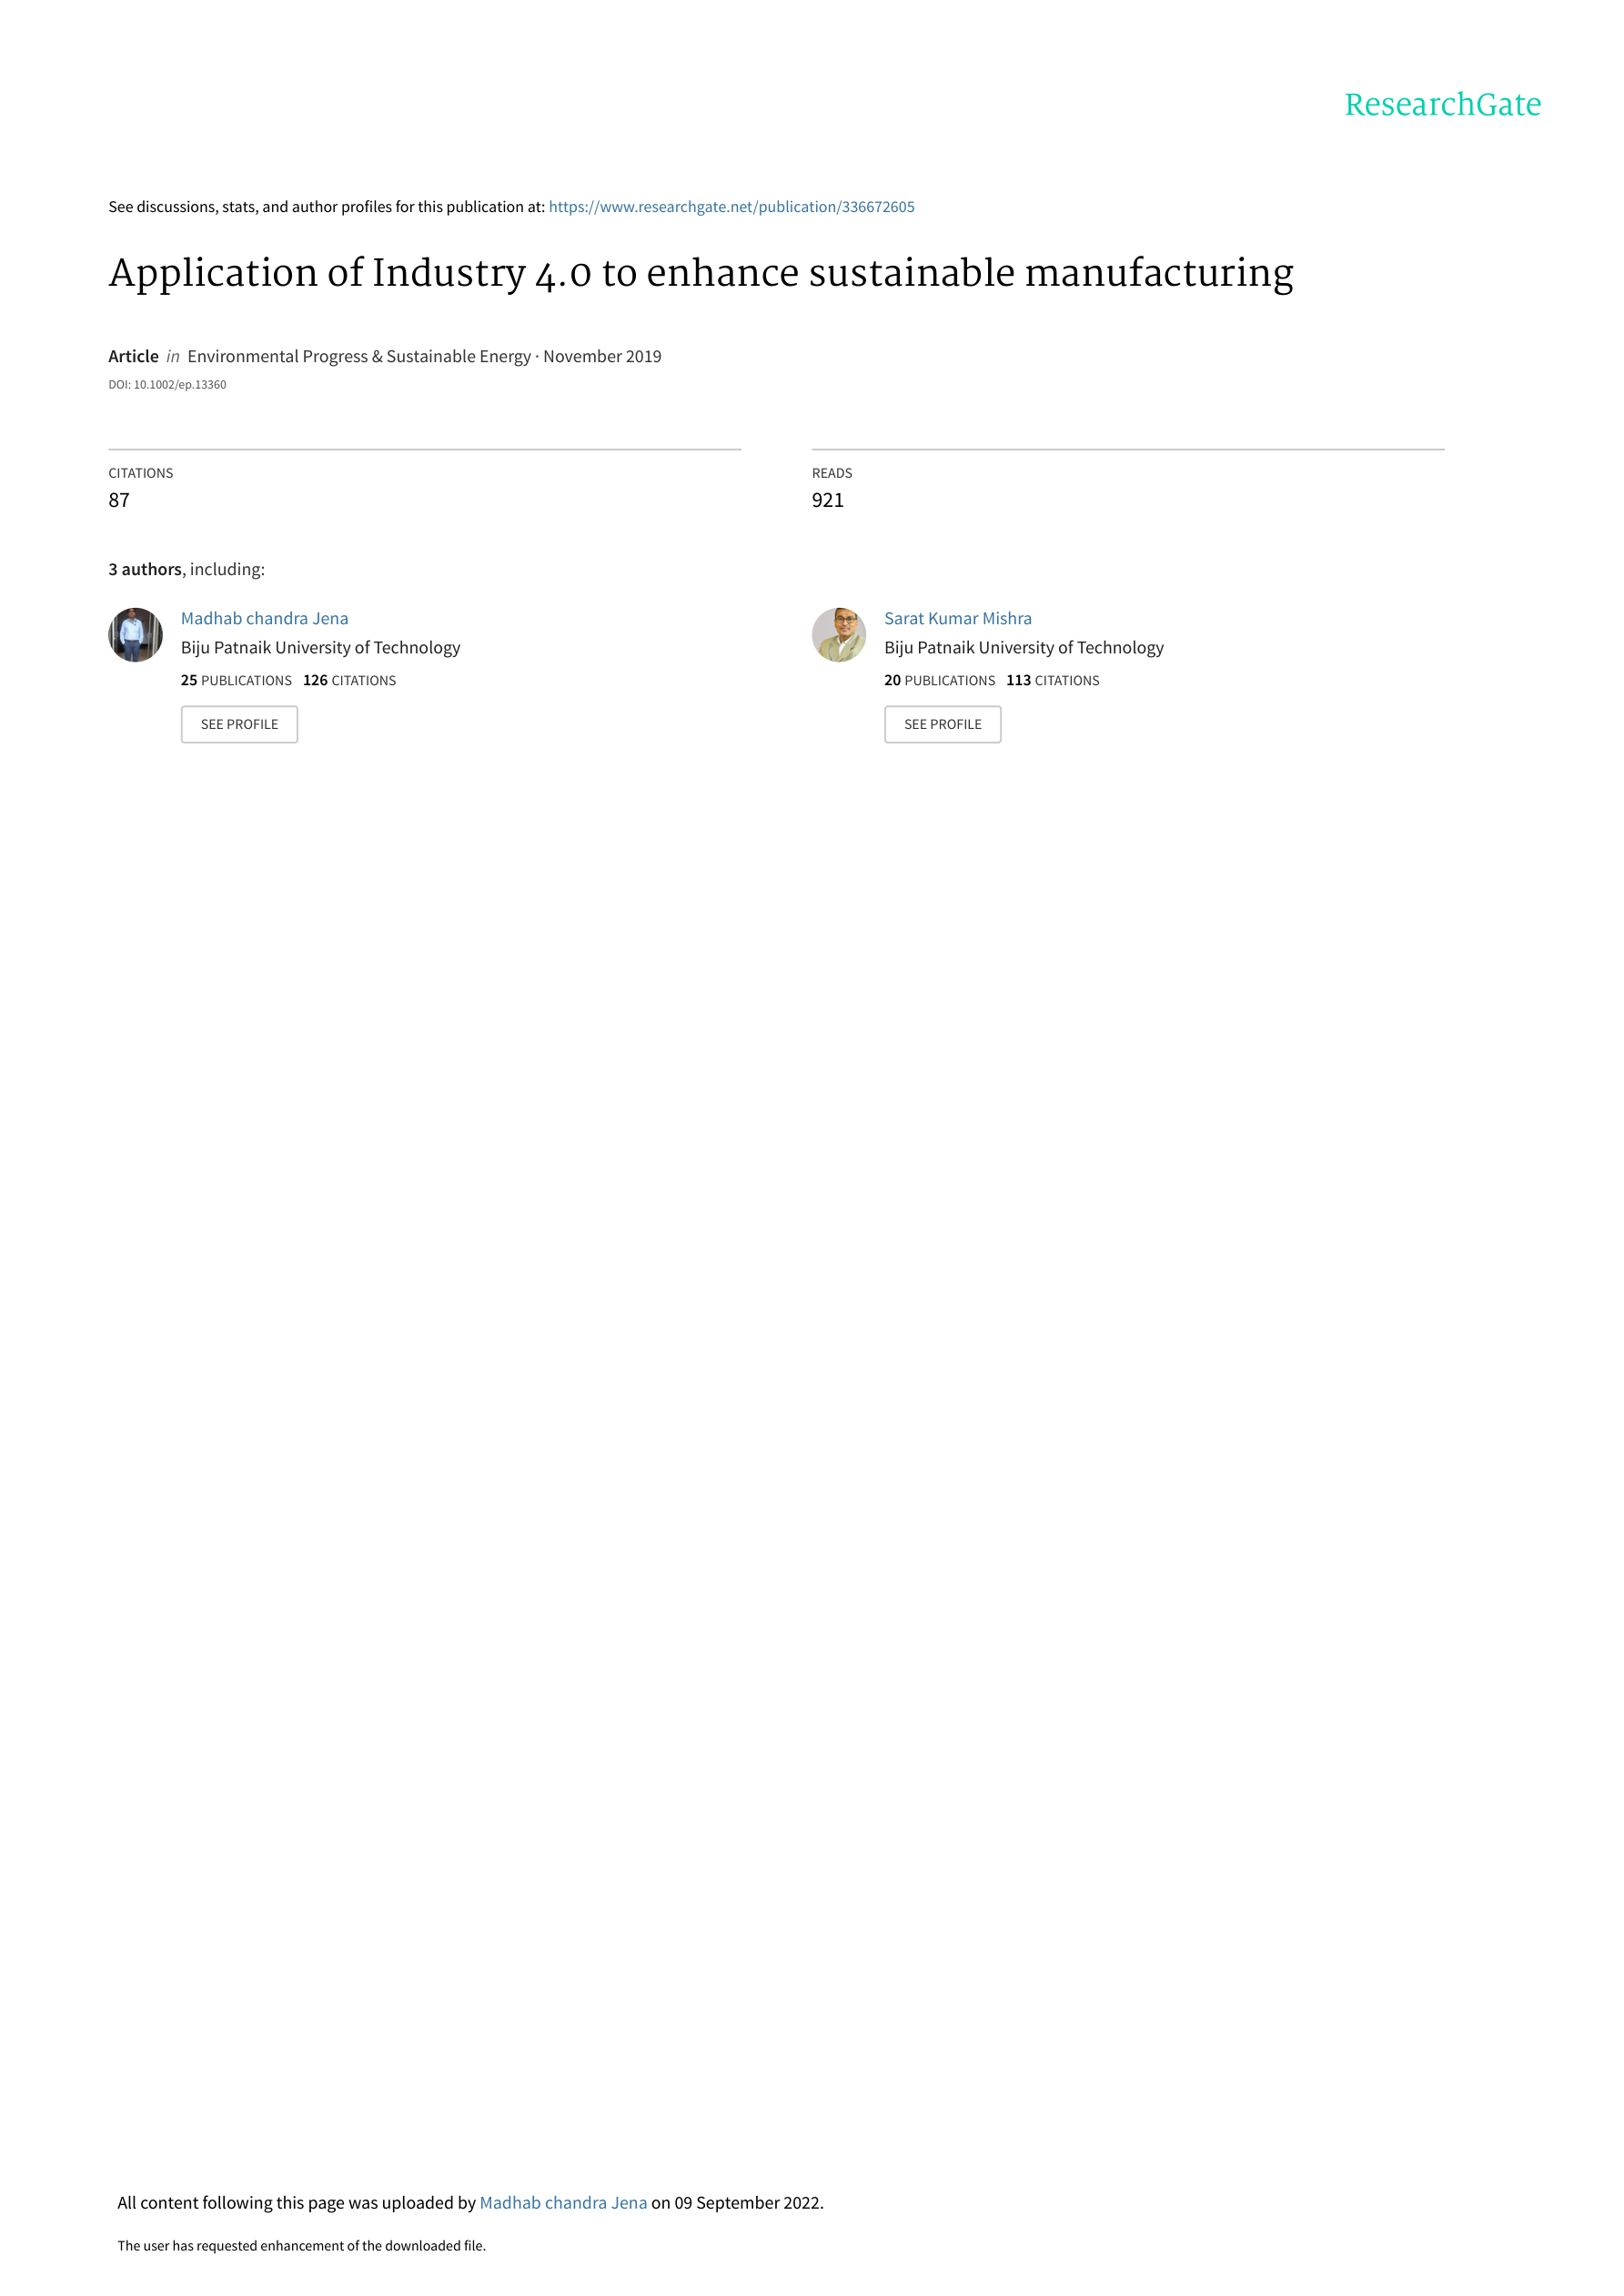 ResearchGate
See discussions, stats, and author profiles for this publication at: https://www.researchgate.net/publication/336672605
Application of Industry 4.0 to enhance sustainable manufacturing
Article in Environmental Progress & Sustainable Energy · November 2019
DOI: 10.1002/ep.13360
CITATIONS
87
READS
921
3 authors, including:
Madhab chandra Jena
Biju Patnaik University of Technology
25 PUBLICATIONS 126 CITATIONS
SEE PROFILE
Sarat Kumar Mishra
Biju Patnaik University of Technology
20 PUBLICATIONS 113 CITATIONS
SEE PROFILE
All content following this page was uploaded by Madhab chandra Jena on 09 September 2022.
The user has requested enhancement of the downloaded file.